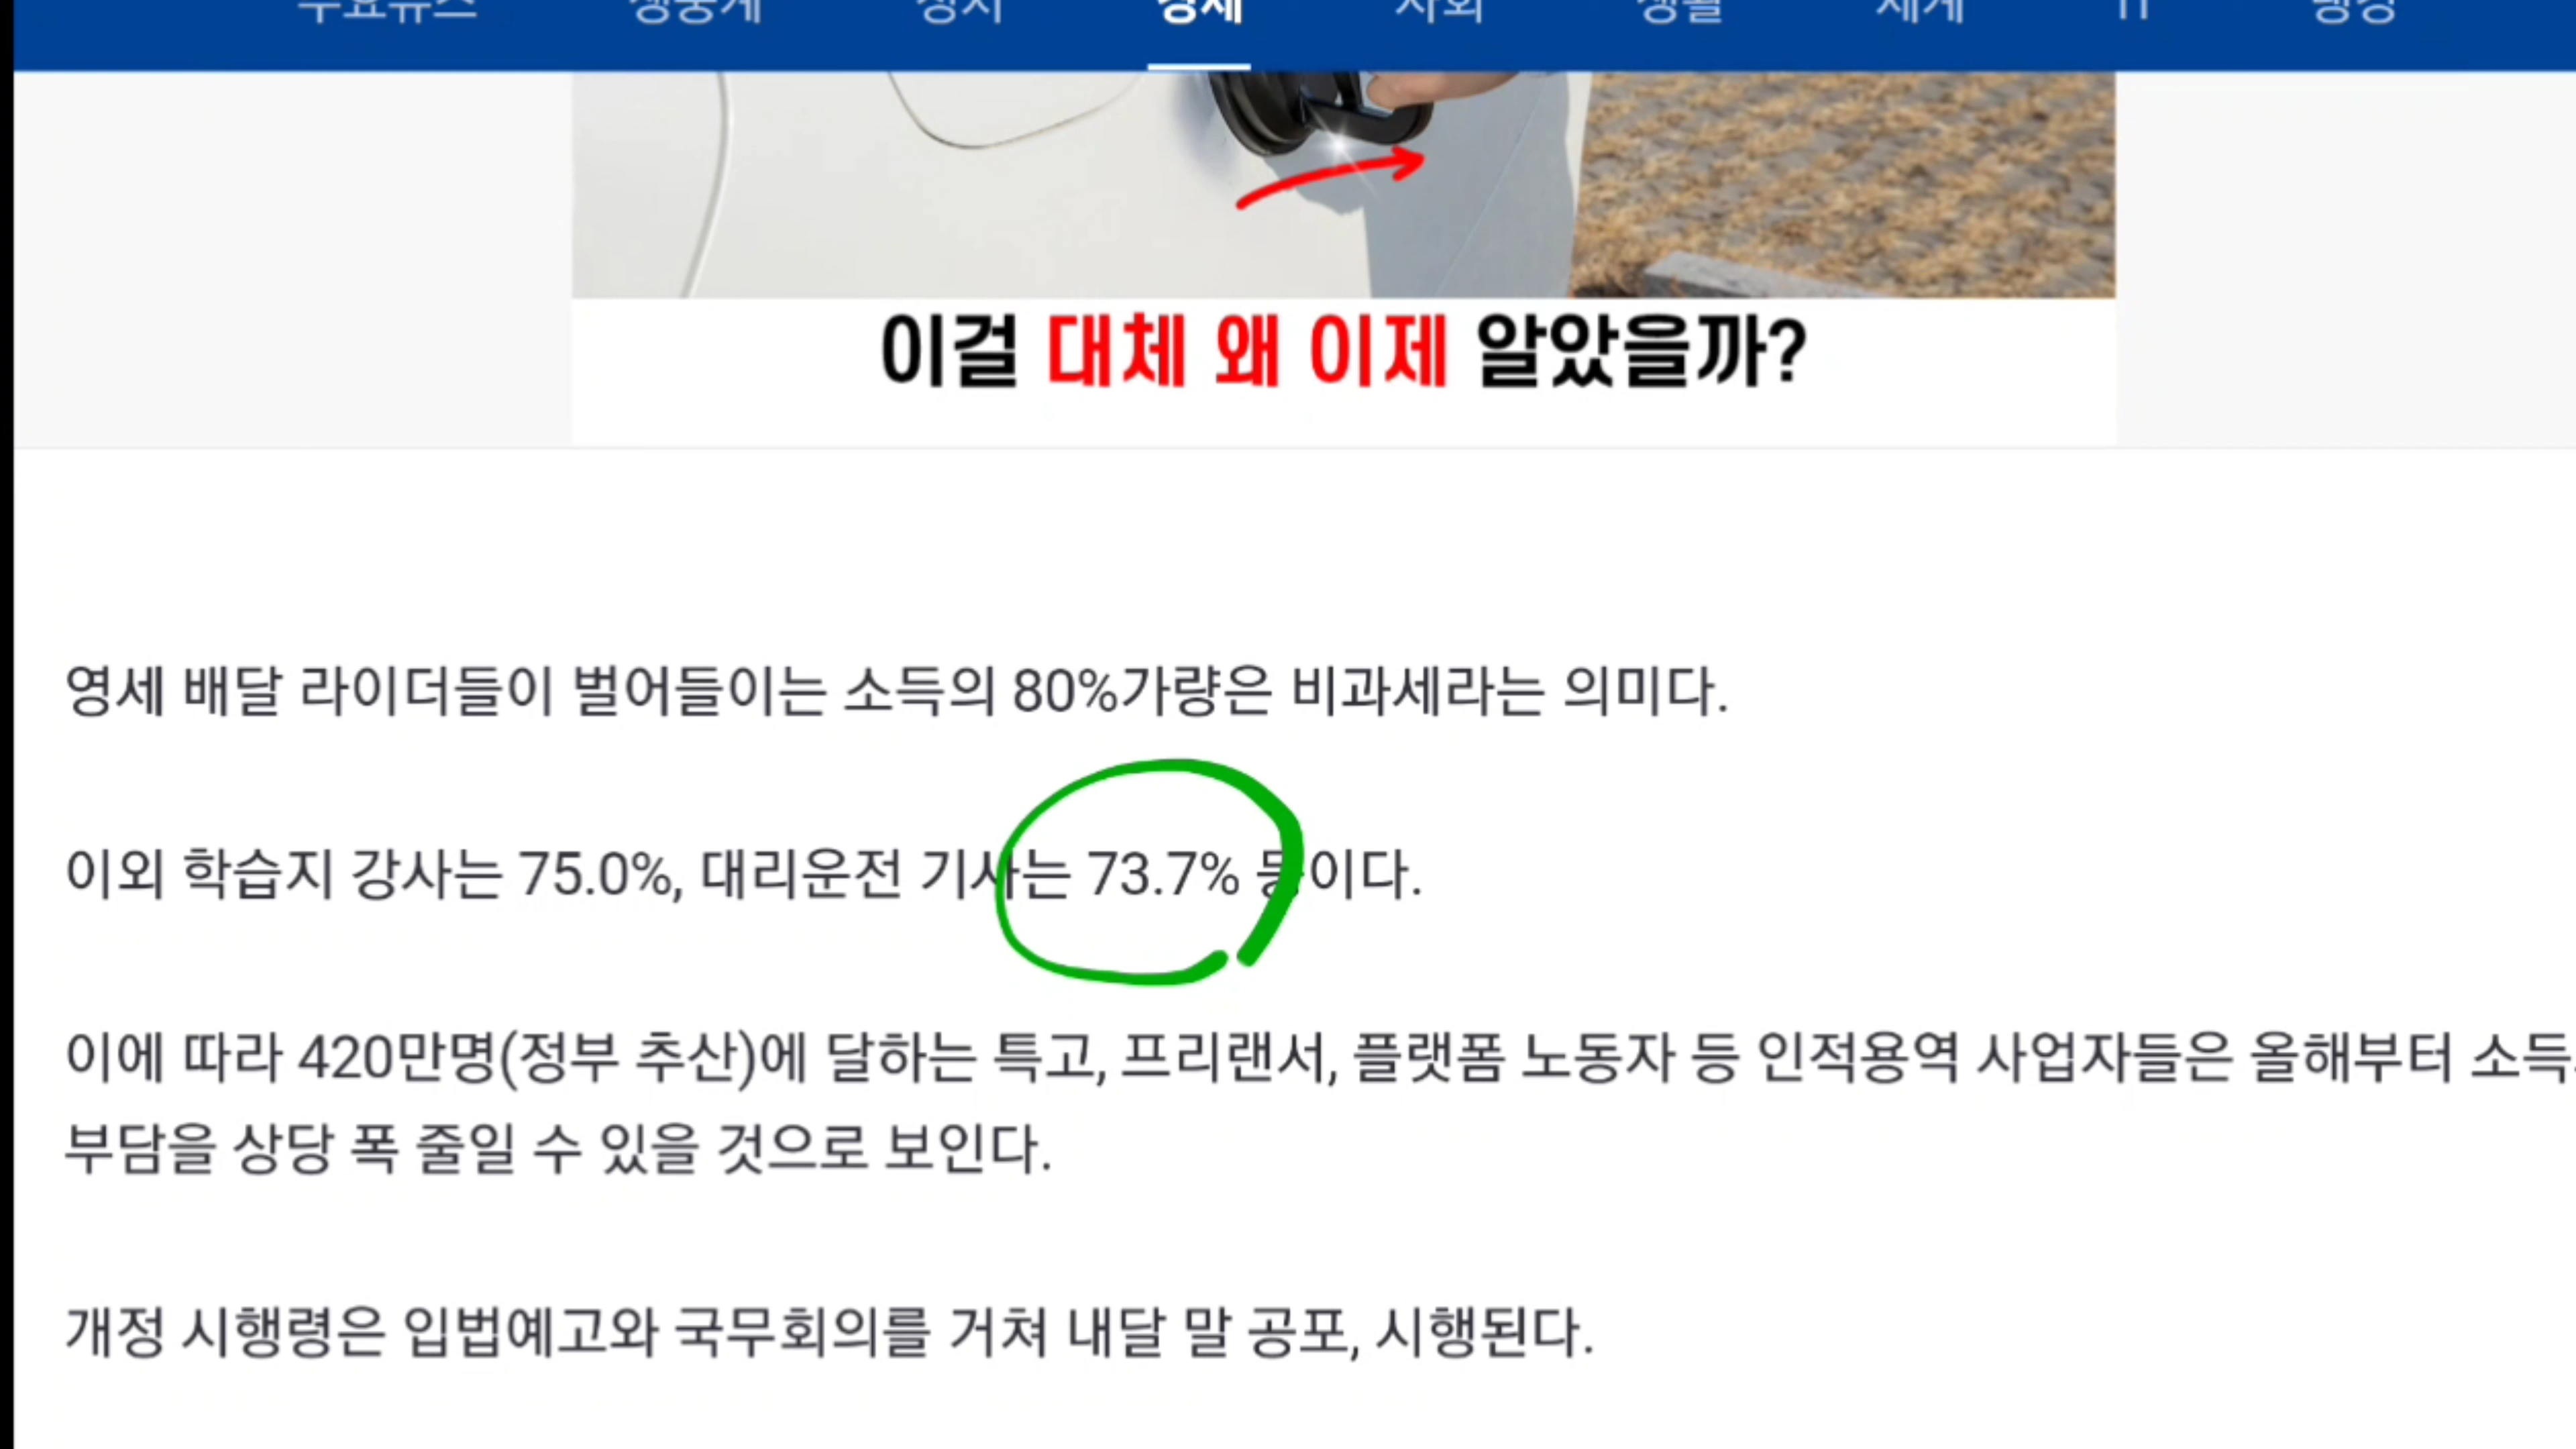 경제
이걸 대체 왜 이제 알았을까?
영세 배달 라이더들이 벌어들이는 소득의 80%가량은 비과세라는 의미다.
이외 학습지 강사는 75.0%, 대리운전 기사는 73.7% 등이다.
이에 따라 420만명(정부 추산)에 달하는 특고, 프리랜서, 플랫폼 노동자 등 인적용역 사업자들은 올해부터 소득
부담을 상당 폭 줄일 수 있을 것으로 보인다.
개정 시행령은 입법예고와 국무회의를 거쳐 내달 말 공포, 시행된다.